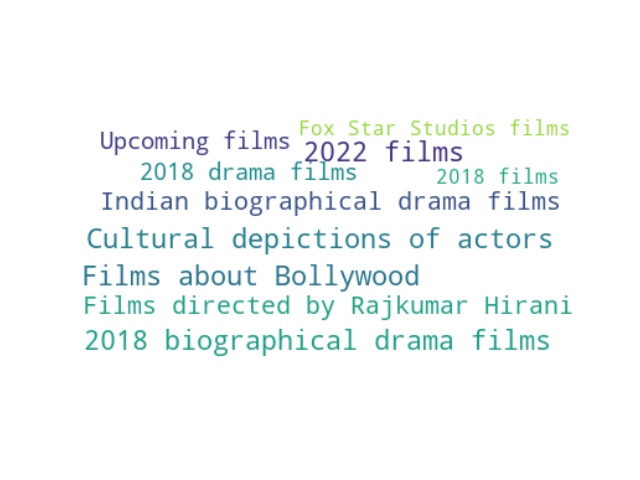 Fox Star Studios films
Upcoming films
2022 films
2018 drama films
2018 films
Indian biographical drama films
Cultural depictions of actors
Films about Bollywood
Films directed by Rajkumar Hirani
2018 biographical drama films